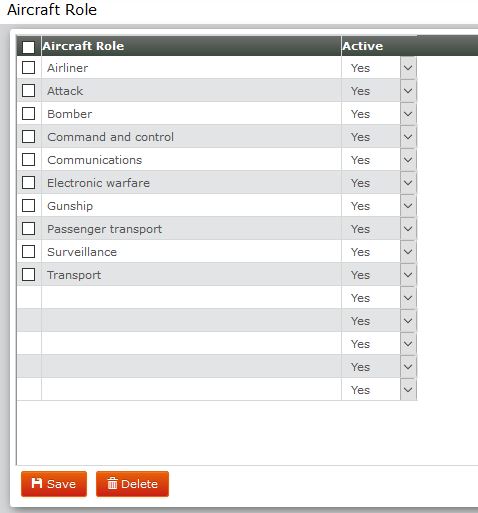 Aircraft Role
Aircraft Role Active
Airliner Yes
Attack Yes
Bomber Yes
Command and control Yes
Communications Yes
Electronic warfare Yes
Gunship Yes
Passenger transport Yes
Surveillance Yes
Transport Yes
Yes
Yes
Yes
Yes
Yes
Save Delete